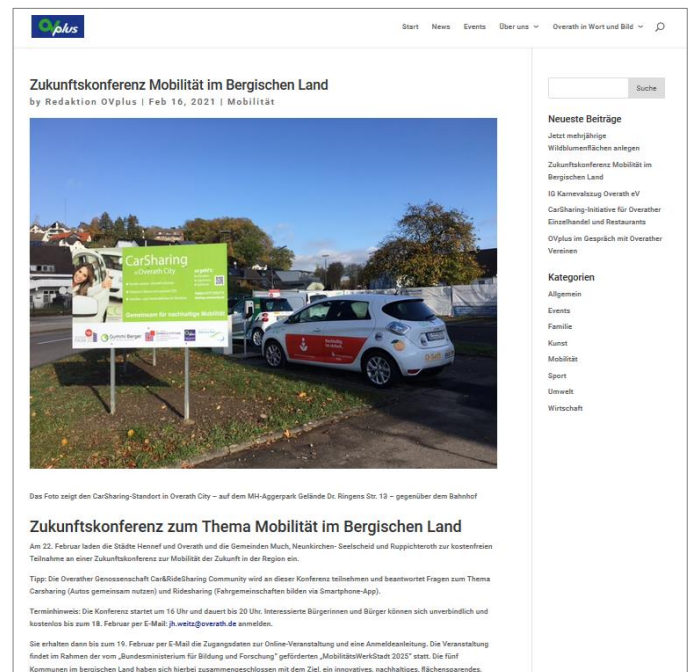 OVplus
Start News Events Über uns Overath in Wort und Bild
Zukunftskonferenz Mobilität im Bergischen Land
by Redaktion OVplus | Feb 16, 2021 | Mobilität
CarSharing
in Overath City
Gemeinsam für nachhaltige Mobilität
Gummi Berger
Das Foto zeigt den CarSharing-Standort in Overath City – auf dem MH-Aggerpark Gelände Dr. Ringens Str. 13 – gegenüber dem Bahnhof
Zukunftskonferenz zum Thema Mobilität im Bergischen Land
Am 22. Februar laden die Städte Hennef und Overath und die Gemeinden Much, Neunkirchen- Seelscheid und Ruppichteroth zur kostenfreien
Teilnahme an einer Zukunftskonferenz zur Mobilität der Zukunft in der Region ein.
Tipp: Die Overather Genossenschaft Car&RideSharing Community wird an dieser Konferenz teilnehmen und beantwortet Fragen zum Thema
Carsharing (Autos gemeinsam nutzen) und Ridesharing (Fahrgemeinschaften bilden via Smartphone-App).
Terminhinweis: Die Konferenz startet um 16 Uhr und dauert bis 20 Uhr. Interessierte Bürgerinnen und Bürger können sich unverbindlich und
kostenlos bis zum 18. Februar per E-Mail: jh.weitz@overath.de anmelden.
Sie erhalten dann bis zum 19. Februar per E-Mail die Zugangsdaten zur Online-Veranstaltung und eine Anmeldeanleitung. Die Veranstaltung
findet im Rahmen der vom „Bundesministerium für Bildung und Forschung“ geförderten „MobilitätsWerkStadt 2025“ statt. Die fünf
Kommunen im bergischen Land haben sich hierbei zusammengeschlossen mit dem Ziel, ein innovatives, nachhaltiges, flächensparendes,
Suche
Neueste Beiträge
Jetzt mehrjährige
Wildblumenflächen anlegen
Zukunftskonferenz Mobilität im
Bergischen Land
IG Karnevalszug Overath eV
CarSharing-Initiative für Overather
Einzelhandel und Restaurants
OVplus im Gespräch mit Overather
Vereinen
Kategorien
Allgemein
Events
Familie
Kunst
Mobilität
Sport
Umwelt
Wirtschaft